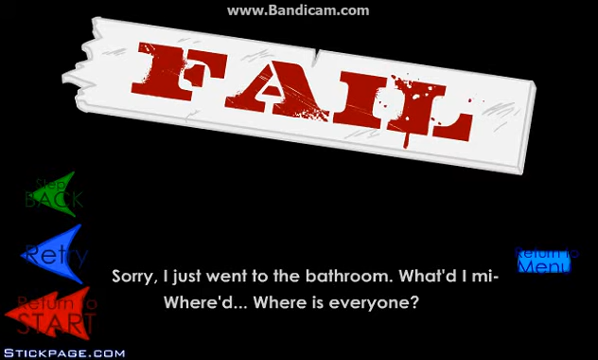 www.Bandicam.com
FAIL
Step
BACK
Retry
Return to
START
Return to
Menu
Sorry, I just went to the bathroom. What'd I mi-
Where'd... Where is everyone?
STICKPAGE.COM